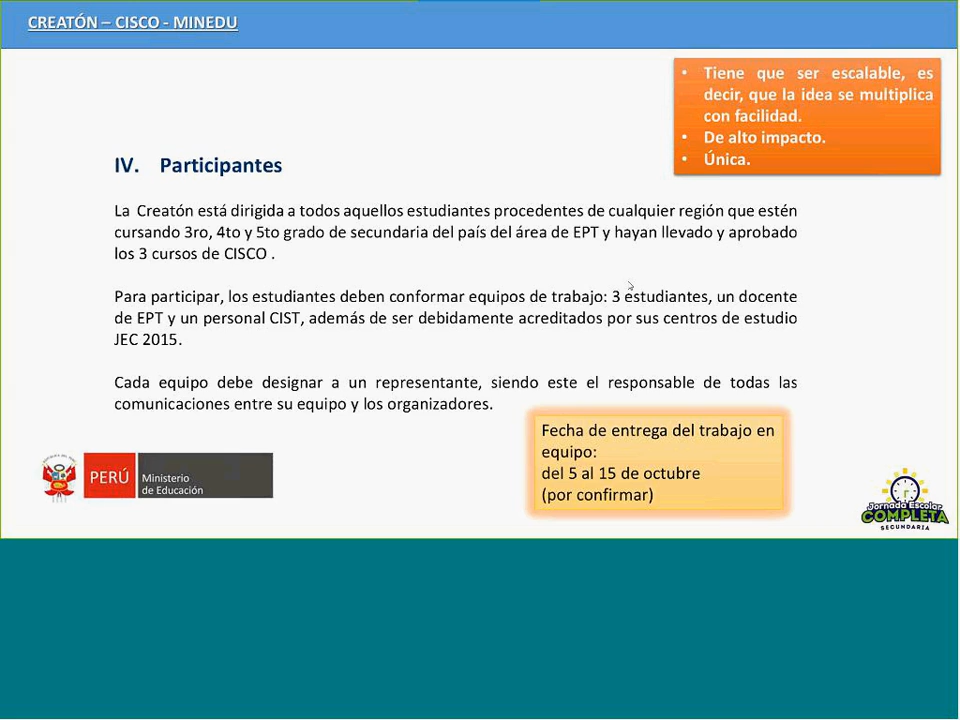 CREATÓN – CISCO - MINEDU
• Tiene que ser escalable, es
decir, que la idea se multiplica
con facilidad.
• De alto impacto.
• Única.
IV. Participantes
La Creatón está dirigida a todos aquellos estudiantes procedentes de cualquier región que estén
cursando 3ro, 4to y 5to grado de secundaria del país del área de EPT y hayan llevado y aprobado
los 3 cursos de CISCO .
Para participar, los estudiantes deben conformar equipos de trabajo: 3 estudiantes, un docente
de EPT y un personal CIST, además de ser debidamente acreditados por sus centros de estudio
JEC 2015.
Cada equipo debe designar a un representante, siendo este el responsable de todas las
comunicaciones entre su equipo y los organizadores.
Fecha de entrega del trabajo en
equipo:
del 5 al 15 de octubre
(por confirmar)
PERÚ
Ministerio
de Educación
Jornada Escolar
COMPLETA
SECUNDARIA